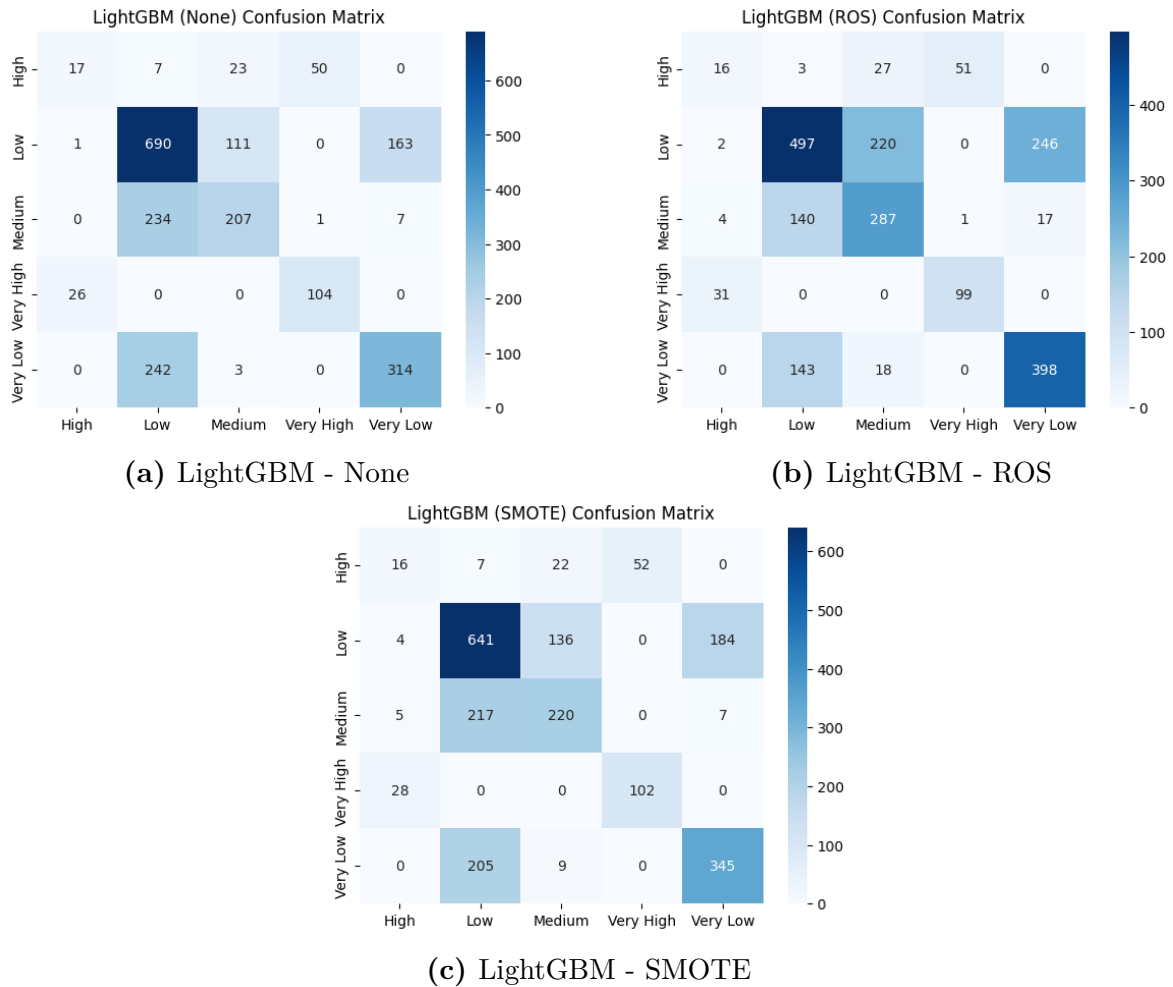 LightGBM (None) Confusion Matrix
High 17 7 23 50 0
Low 1 690 111 0 163
Medium 0 234 207 1 7
Very High 26 0 0 104 0
Very Low 0 242 3 0 314
High Low Medium Very High Very Low
600
500
400
300
200
100
0
(a) LightGBM - None
LightGBM (ROS) Confusion Matrix
High 16 3 27 51 0
Low 2 497 220 0 246
Medium 4 140 287 1 17
Very High 31 0 0 99 0
Very Low 0 143 18 0 398
High Low Medium Very High Very Low
400
300
200
100
0
(b) LightGBM - ROS
LightGBM (SMOTE) Confusion Matrix
High 16 7 22 52 0
Low 4 641 136 0 184
Medium 5 217 220 0 7
Very High 28 0 0 102 0
Very Low 0 205 9 0 345
High Low Medium Very High Very Low
600
500
400
300
200
100
0
(c) LightGBM - SMOTE